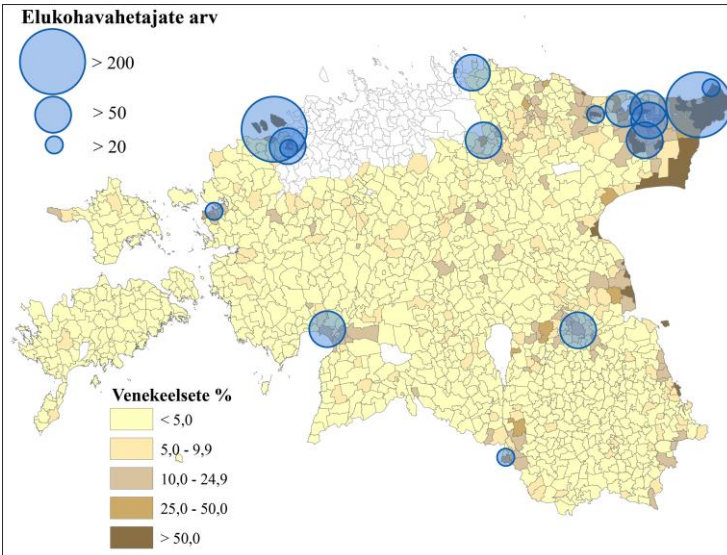 Elukohavahetajate arv
> 200
> 50
> 20
Venekeelsete %
< 5,0
5,0 - 9,9
10,0 - 24,9
25,0 - 50,0
> 50,0